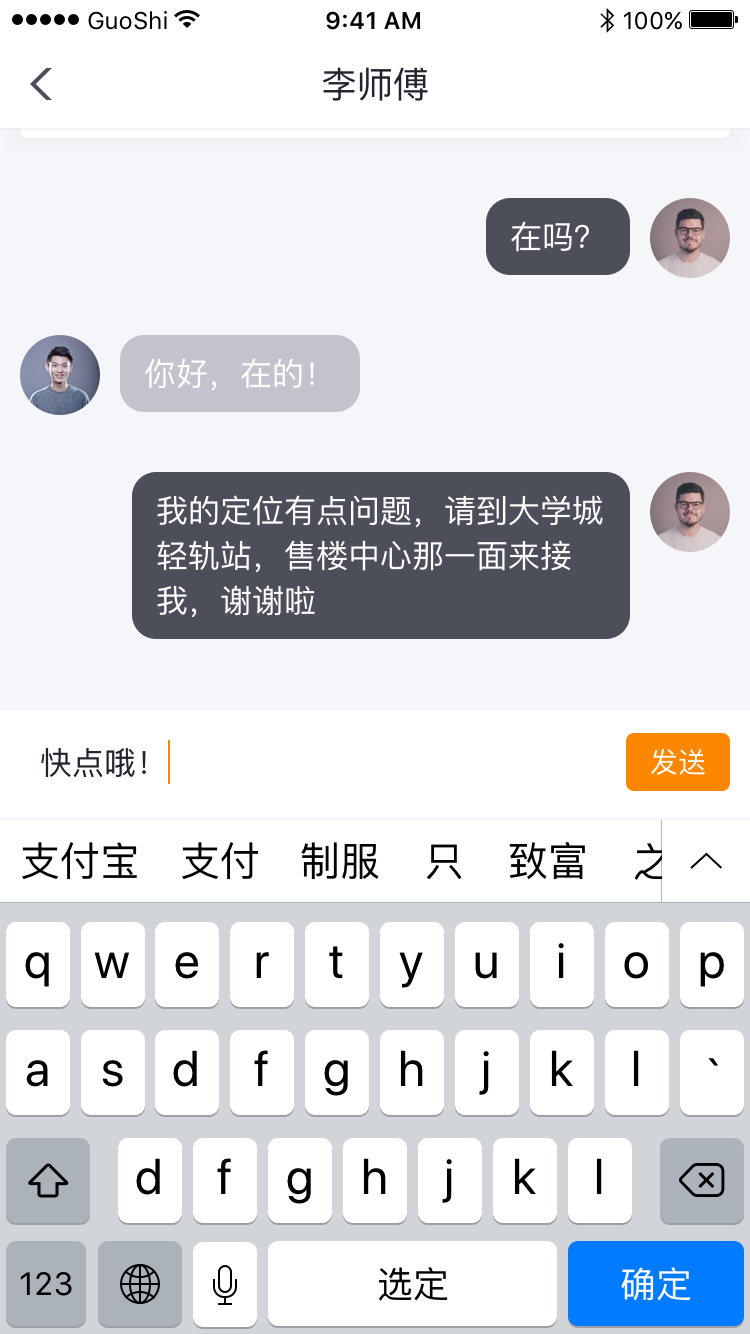 GuoShi 9:41 AM 100%
李师傅
在吗?
你好，在的!
我的定位有点问题，请到大学城
轻轨站，售楼中心那一面来接
我，谢谢啦
快点哦! 发送
支付宝 支付 制服 只 致富 之
q w e r t y u i o p
a s d f g h j k l `
d f g h j k l
123 选定 确定